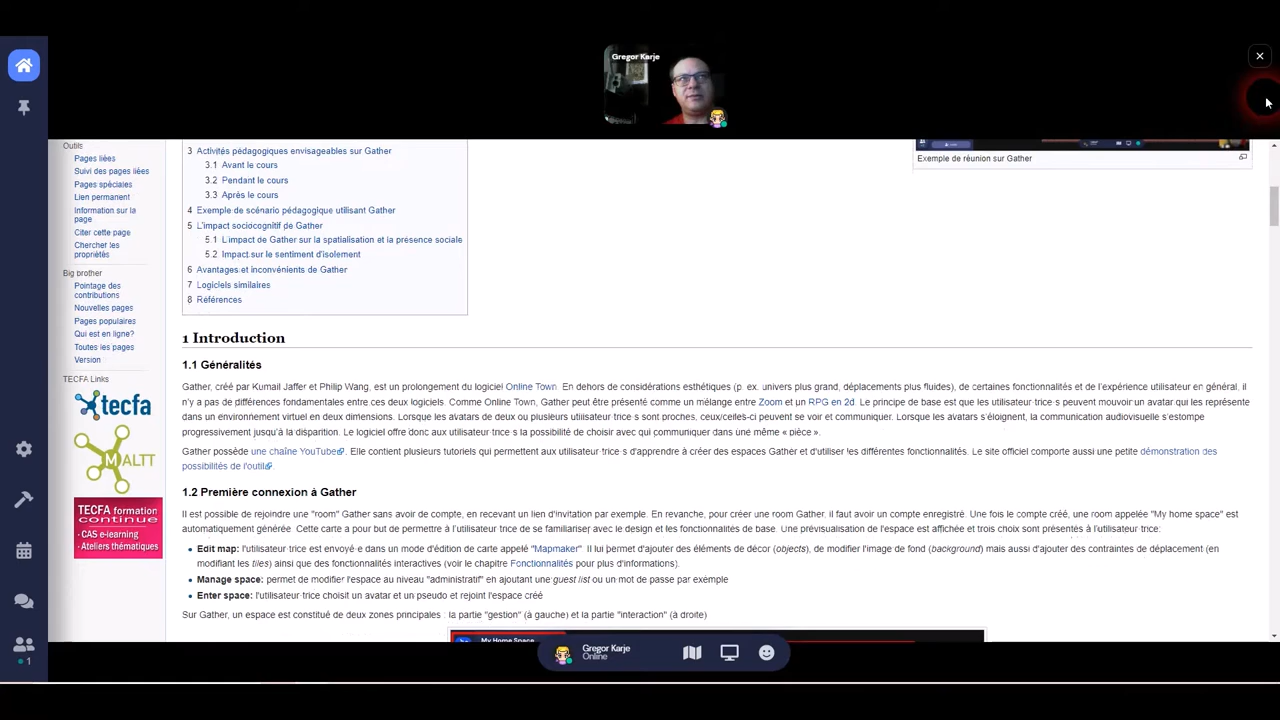 Gregor Karje
Outils
Pages liées
Suivi des pages liées
Pages spéciales
Lien permanent
Information sur la
page
Citer cette page
Chercher les
propriétés
Big brother
Pointage des
contributions
Nouvelles pages
Pages populaires
Qui est en ligne?
Toutes les pages
Version
TECFA Links
tecfa
MALTT
TECFA formation
continue
· CAS e-learning
· Ateliers thématiques
3 Activités pédagogiques envisageables sur Gather
3.1 Avant le cours
3.2 Pendant le cours
3.3 Après le cours
4 Exemple de scénario pédagogique utilisant Gather
5 L'impact sociocognitif de Gather
5.1 L'impact de Gather sur la spatialisation et la présence sociale
5.2 Impact sur le sentiment d'isolement
6 Avantages et inconvénients de Gather
7 Logiciels similaires
8 Références
Exemple de réunion sur Gather
1 Introduction
1.1 Généralités
Gather, créé par Kumail Jaffer et Philip Wang, est un prolongement du logiciel Online Town. En dehors de considérations esthétiques (p. ex. univers plus grand, déplacements plus fluides), de certaines fonctionnalités et de l'expérience utilisateur en général, il
n'y a pas de différences fondamentales entre ces deux logiciels. Comme Online Town, Gather peut être présenté comme un mélange entre Zoom et un RPG en 2d. Le principe de base est que les utilisateur·trice·s peuvent mouvoir un avatar qui les représente
dans un environnement virtuel en deux dimensions. Lorsque les avatars de deux ou plusieurs utilisateur·trice·s sont proches, ceux/celles-ci peuvent se voir et communiquer. Lorsque les avatars s'éloignent, la communication audiovisuelle s'estompe
progressivement jusqu'à la disparition. Le logiciel offre donc aux utilisateur·trice·s la possibilité de choisir avec qui communiquer dans une même « pièce ».
Gather possède une chaîne YouTube. Elle contient plusieurs tutoriels qui permettent aux utilisateur·trice·s d'apprendre à créer des espaces Gather et d'utiliser les différentes fonctionnalités. Le site officiel comporte aussi une petite démonstration des
possibilités de l'outil.
1.2 Première connexion à Gather
Il est possible de rejoindre une "room" Gather sans avoir de compte, en recevant un lien d'invitation par exemple. En revanche, pour créer une room Gather, il faut avoir un compte enregistré. Une fois le compte créé, une room appelée "My home space" est
automatiquement générée. Cette carte a pour but de permettre à l'utilisateur·trice de se familiariser avec le design et les fonctionnalités de base. Une prévisualisation de l'espace est affichée et trois choix sont présentés à l'utilisateur·trice:
Edit map: l'utilisateur·trice est envoyé·e dans un mode d'édition de carte appelé "Mapmaker". Il lui permet d'ajouter des éléments de décor (objects), de modifier l'image de fond (background) mais aussi d'ajouter des contraintes de déplacement (en
modifiant les tiles) ainsi que des fonctionnalités interactives (voir le chapitre Fonctionnalités pour plus d'informations).
Manage space: permet de modifier l'espace au niveau "administratif" en ajoutant une guest list ou un mot de passe par exemple
Enter space: l'utilisateur·trice choisit un avatar et un pseudo et rejoint l'espace créé
Sur Gather, un espace est constitué de deux zones principales : la partie "gestion" (à gauche) et la partie "interaction" (à droite)
My Home Space
Gregor Karje
Online
1